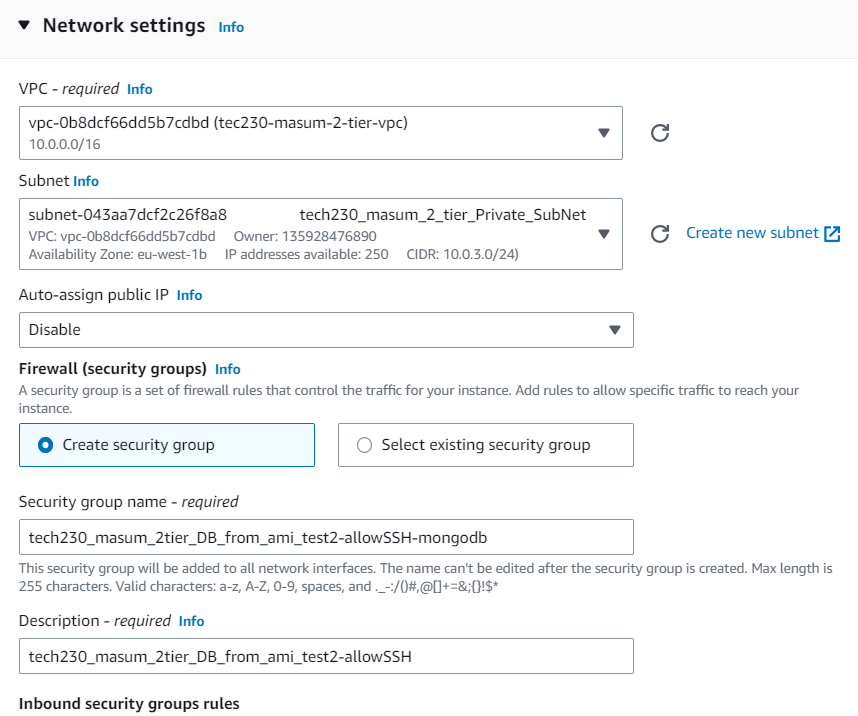 Network settings Info
VPC - required Info
vpc-0b8dcf66dd5b7cdbd (tec230-masum-2-tier-vpc)
10.0.0.0/16
Subnet Info
subnet-043aa7dcf2c26f8a8 tech230_masum_2_tier_Private_SubNet
VPC: vpc-0b8dcf66dd5b7cdbd Owner: 135928476890
Availability Zone: eu-west-1b IP addresses available: 250 CIDR: 10.0.3.0/24)
Create new subnet
Auto-assign public IP Info
Disable
Firewall (security groups) Info
A security group is a set of firewall rules that control the traffic for your instance. Add rules to allow specific traffic to reach your
instance.
Create security group
Select existing security group
Security group name - required
tech230_masum_2tier_DB_from_ami_test2-allowSSH-mongodb
This security group will be added to all network interfaces. The name can't be edited after the security group is created. Max length is
255 characters. Valid characters: a-z, A-Z, 0-9, spaces, and ._-:/()#,@[]+=&;{}!$*
Description - required Info
tech230_masum_2tier_DB_from_ami_test2-allowSSH
Inbound security groups rules